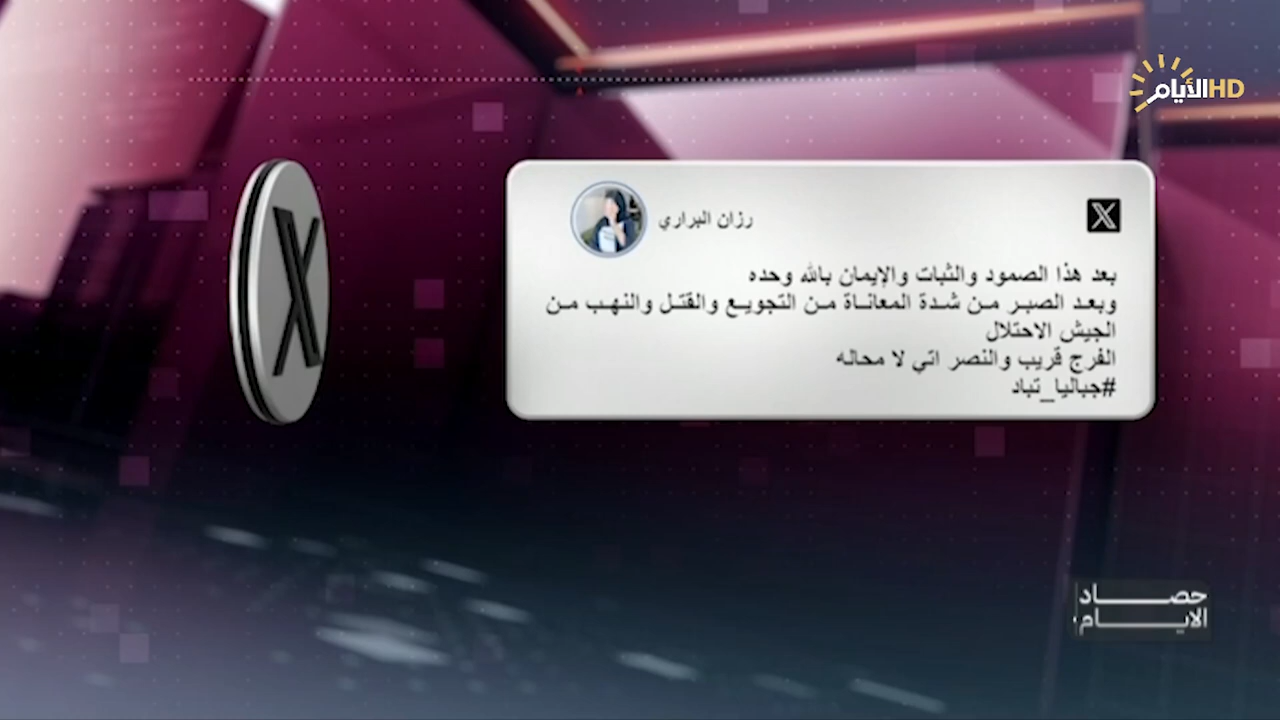 الأيام HD
رزان البراري
بعد هذا الصمود والثبات والإيمان بالله وحده
وبعد الصبر من شدة المعاناة من التجويع والقتل والنهب من
الجيش الاحتلال
الفرج قريب والنصر اتي لا محاله
#جباليا_تباد
حصاد
الايام